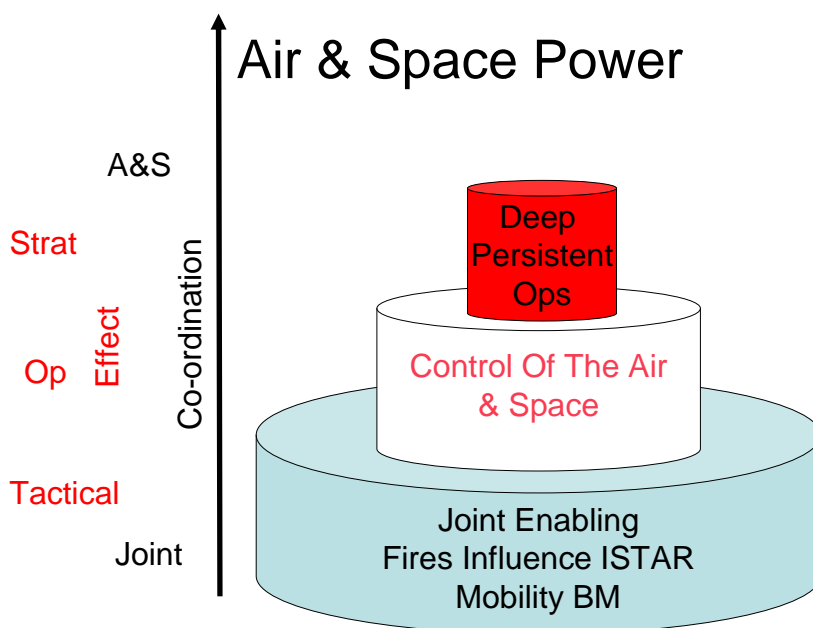 Air & Space Power
A&S
Strat
Effect
Op
Co-ordination
Tactical
Joint
Deep
Persistent
Ops
Control Of The Air
& Space
Joint Enabling
Fires Influence ISTAR
Mobility BM